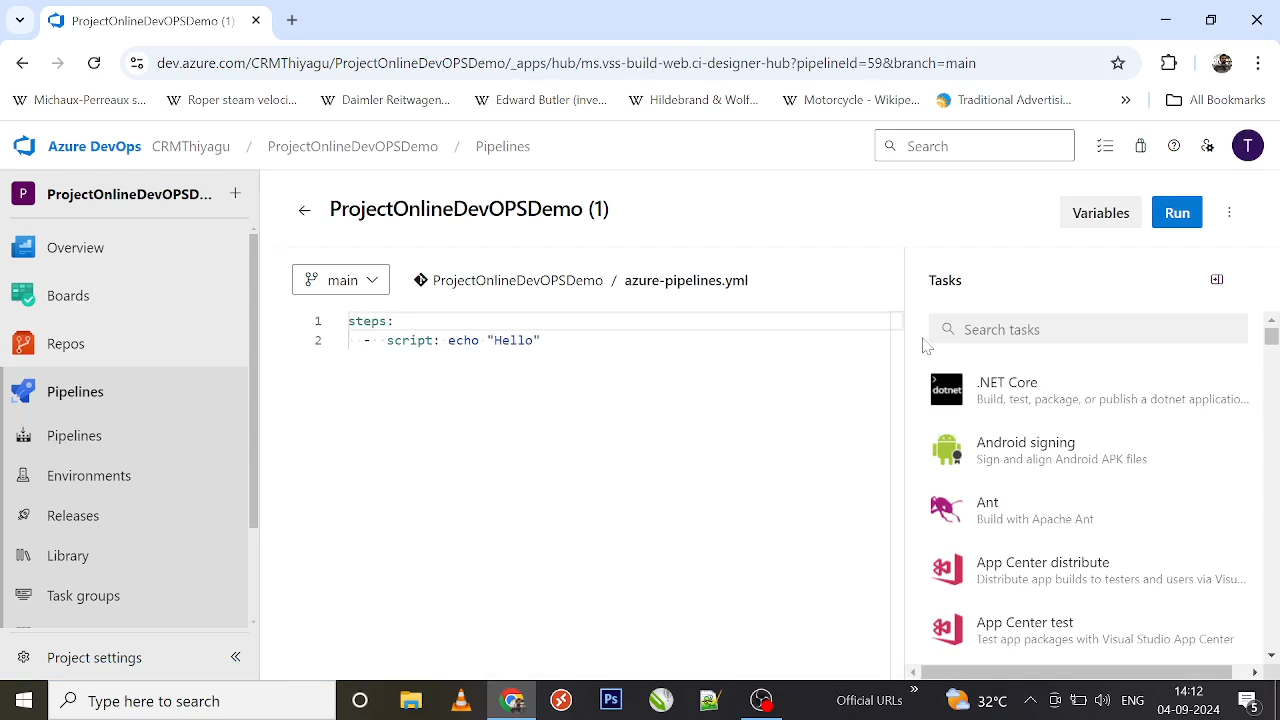 ProjectOnlineDevOPSDemo (1)
dev.azure.com/CRMThiyagu/ProjectOnlineDevOPSDemo/_apps/hub/ms.vss-build-web.ci-designer-hub?pipelineId=59&branch=main
Michaux-Perreaux s...
Roper steam veloci...
Daimler Reitwagen...
Edward Butler (inve...
Hildebrand & Wolf...
Motorcycle - Wikipe...
Traditional Advertisi...
»
All Bookmarks
Azure DevOps CRMThiyagu / ProjectOnlineDevOPSDemo / Pipelines
Search
T
P ProjectOnlineDevOPSD... +
Overview
Boards
Repos
Pipelines
Pipelines
Environments
Releases
Library
Task groups
Project settings
«
ProjectOnlineDevOPSDemo (1)
Variables
Run
main
ProjectOnlineDevOPSDemo / azure-pipelines.yml
1 steps:
2 - script: echo "Hello"
Tasks
Search tasks
dotnet
.NET Core
Build, test, package, or publish a dotnet applicatio...
Android signing
Sign and align Android APK files
Ant
Build with Apache Ant
App Center distribute
Distribute app builds to testers and users via Visu...
App Center test
Test app packages with Visual Studio App Center
Type here to search
Ps
Official URLs
»
32°C
ENG
14:12
04-09-2024
5